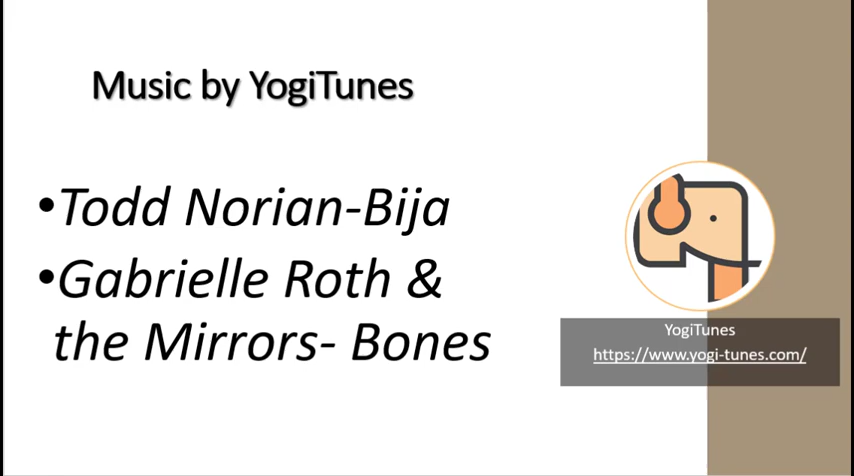 Music by YogiTunes
•Todd Norian-Bija
•Gabrielle Roth &
the Mirrors- Bones
YogiTunes
https://www.yogi-tunes.com/